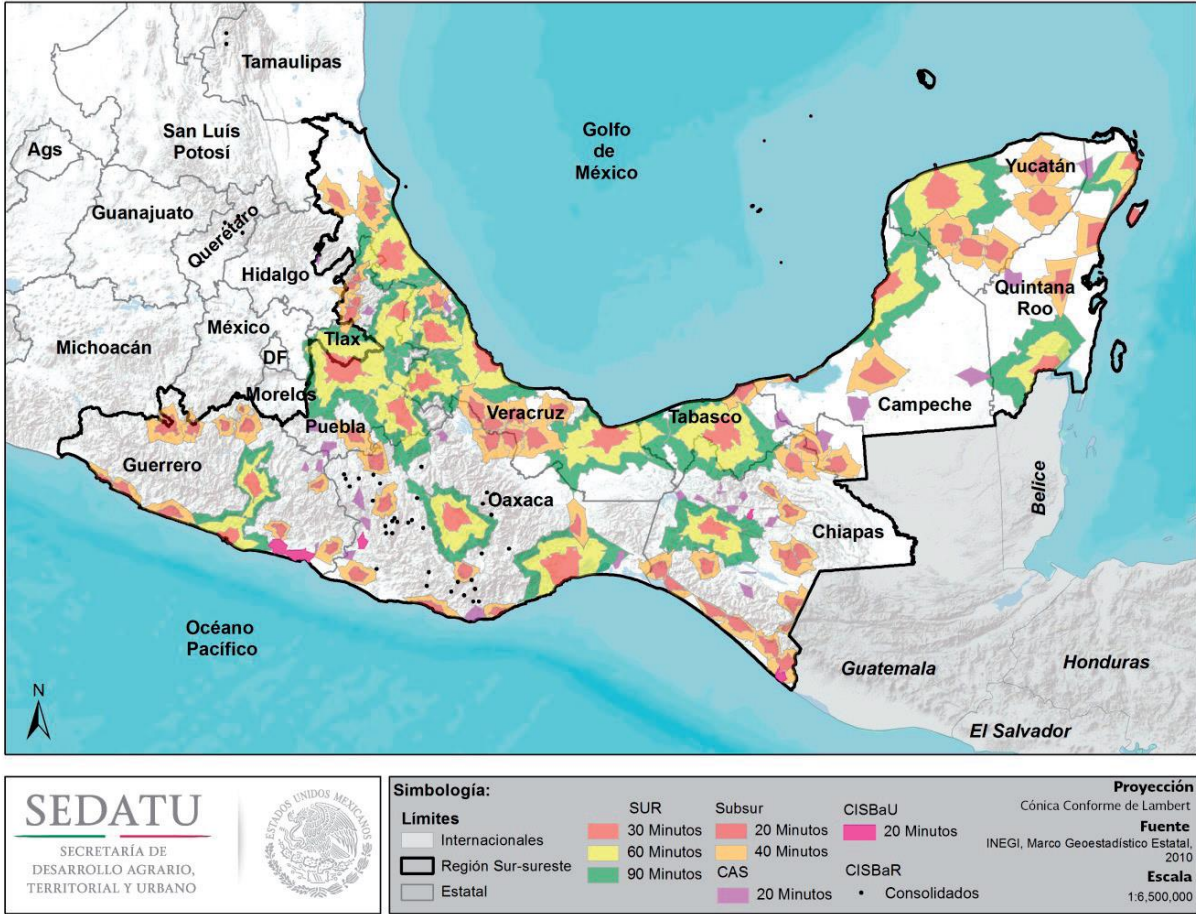 Tamaulipas
San Luís
Potosí
Ags
Guanajuato
Querétaro
Hidalgo
México
Michoacán
DF
Tlax
Morelos
Puebla
Guerrero
Veracruz
Oaxaca
Tabasco
Chiapas
Campeche
Yucatán
Quintana
Roo
Golfo
de
México
Océano
Pacífico
Belice
Guatemala
Honduras
El Salvador
N
SEDATU
SECRETARÍA DE
DESARROLLO AGRARIO,
TERRITORIAL Y URBANO
ESTADOS UNIDOS MEXICANOS
Simbología:
Límites
Internacionales
Región Sur-sureste
Estatal
SUR
30 Minutos
60 Minutos
90 Minutos
Subsur
20 Minutos
40 Minutos
CAS
20 Minutos
CISBaU
20 Minutos
CISBaR
Consolidados
Proyección
Cónica Conforme de Lambert
Fuente
INEGI, Marco Geoestadístico Estatal,
2010
Escala
1:6,500,000